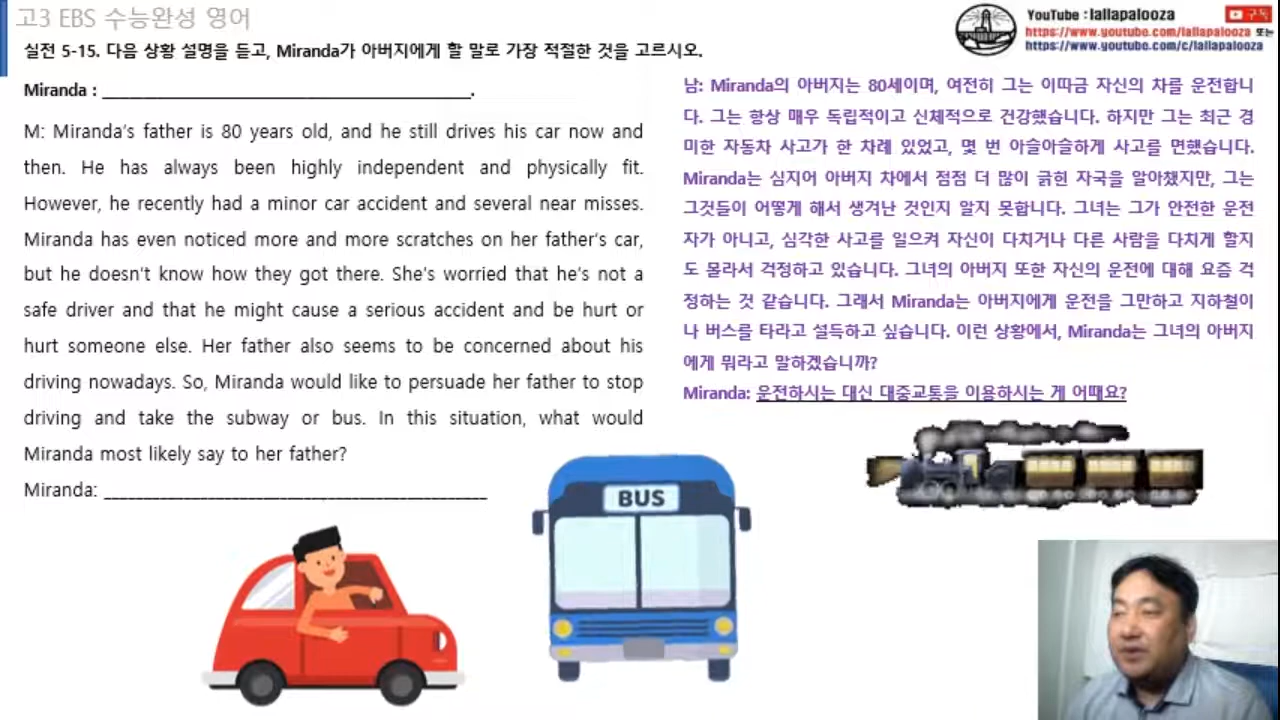 고3 EBS 수능완성 영어
YouTube : lallapalooza
구독
https://www.youtube.com/lallapalooza 또는
https://www.youtube.com/c/lallapalooza
실전 5-15. 다음 상황 설명을 듣고, Miranda가 아버지에게 할 말로 가장 적절한 것을 고르시오.
Miranda : ________________________________________.
M: Miranda's father is 80 years old, and he still drives his car now and
then. He has always been highly independent and physically fit.
However, he recently had a minor car accident and several near misses.
Miranda has even noticed more and more scratches on her father's car,
but he doesn't know how they got there. She's worried that he's not a
safe driver and that he might cause a serious accident and be hurt or
hurt someone else. Her father also seems to be concerned about his
driving nowadays. So, Miranda would like to persuade her father to stop
driving and take the subway or bus. In this situation, what would
Miranda most likely say to her father?
Miranda: ________________________________________
남: Miranda의 아버지는 80세이며, 여전히 그는 이따금 자신의 차를 운전합니
다. 그는 항상 매우 독립적이고 신체적으로 건강했습니다. 하지만 그는 최근 경
미한 자동차 사고가 한 차례 있었고, 몇 번 아슬아슬하게 사고를 면했습니다.
Miranda는 심지어 아버지 차에서 점점 더 많이 긁힌 자국을 알아챘지만, 그는
그것들이 어떻게 해서 생겨난 것인지 알지 못합니다. 그녀는 그가 안전한 운전
자가 아니고, 심각한 사고를 일으켜 자신이 다치거나 다른 사람을 다치게 할지
도 몰라서 걱정하고 있습니다. 그녀의 아버지 또한 자신의 운전에 대해 요즘 걱
정하는 것 같습니다. 그래서 Miranda는 아버지에게 운전을 그만하고 지하철이
나 버스를 타라고 설득하고 싶습니다. 이런 상황에서, Miranda는 그녀의 아버지
에게 뭐라고 말하겠습니까?
Miranda: 운전하시는 대신 대중교통을 이용하시는 게 어때요?
BUS